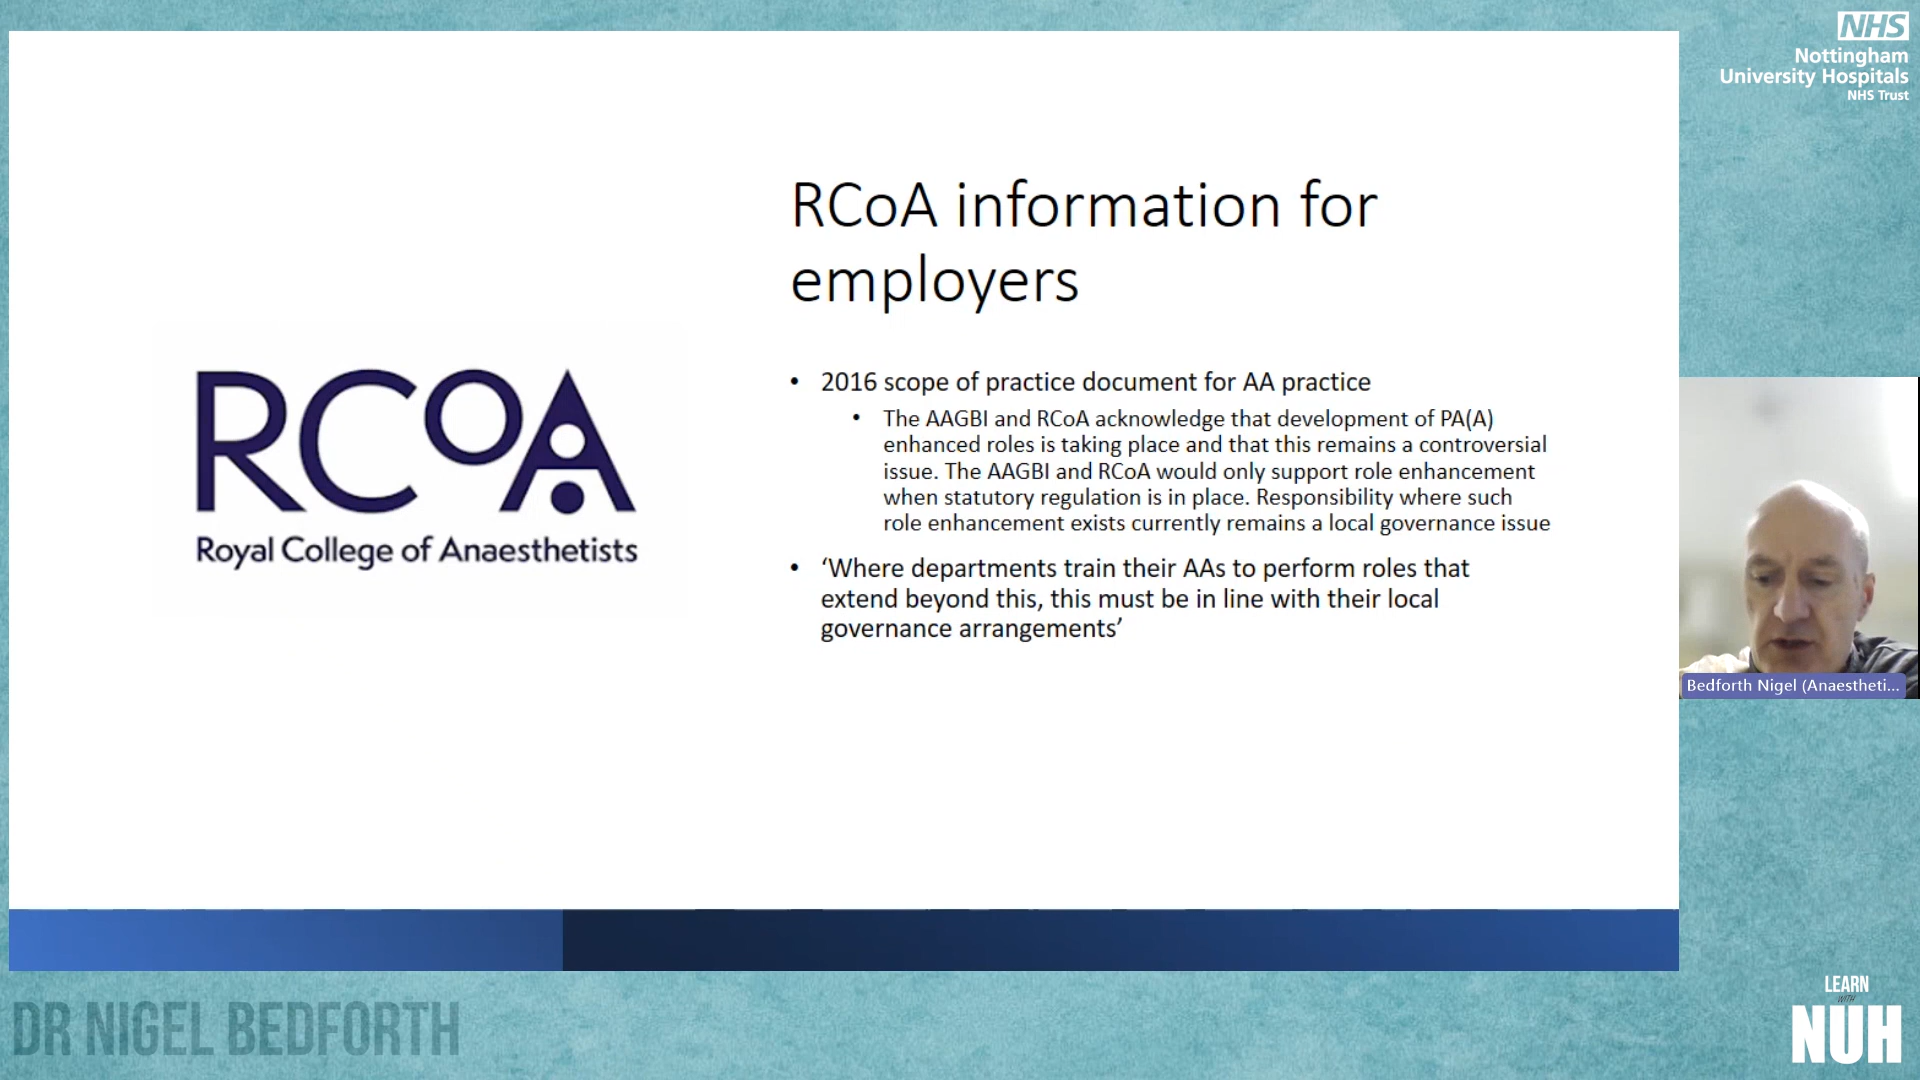 NHS
Nottingham
University Hospitals
NHS Trust
RCoA information for
employers
RCOA
Royal College of Anaesthetists
• 2016 scope of practice document for AA practice
• The AAGBI and RCoA acknowledge that development of PA(A)
enhanced roles is taking place and that this remains a controversial
issue. The AAGBI and RCoA would only support role enhancement
when statutory regulation is in place. Responsibility where such
role enhancement exists currently remains a local governance issue
• ‘Where departments train their AAs to perform roles that
extend beyond this, this must be in line with their local
governance arrangements’
Bedforth Nigel (Anaestheti...
DR NIGEL BEDFORTH
LEARN
WITH
NUH